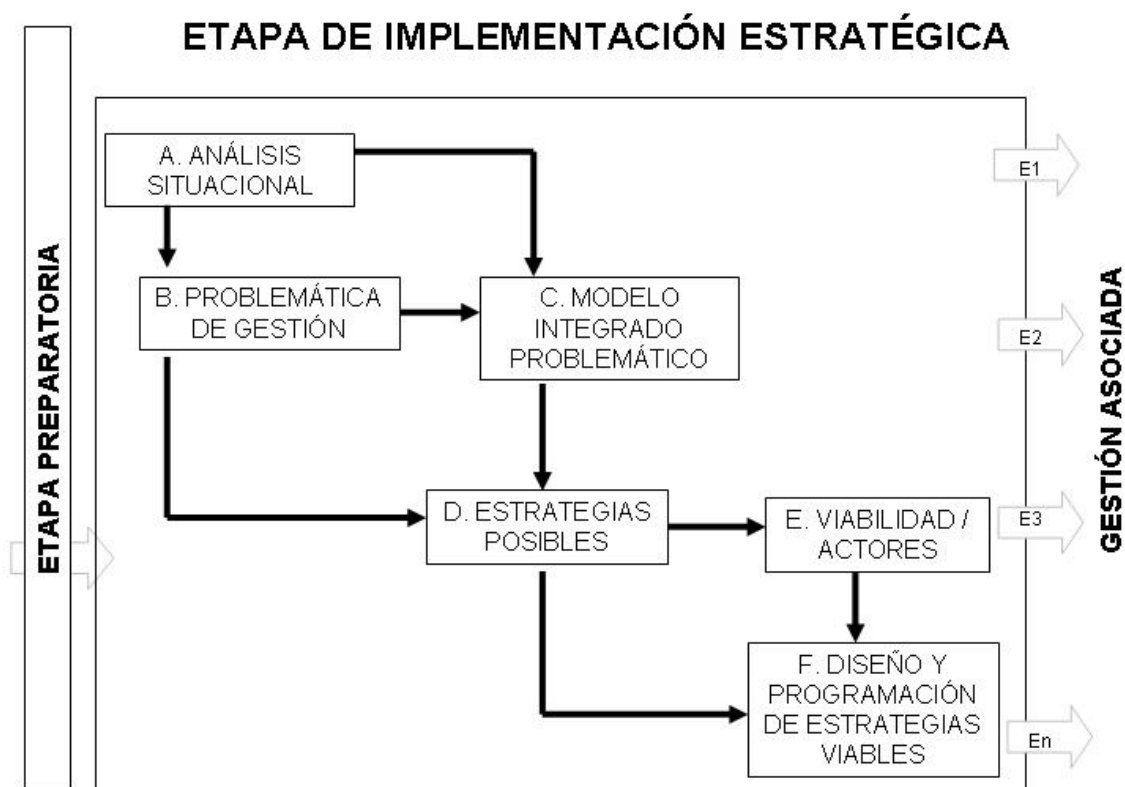 ETAPA DE IMPLEMENTACIÓN ESTRATÉGICA
ETAPA PREPARATORIA
A. ANÁLISIS
SITUACIONAL
B. PROBLEMÁTICA
DE GESTIÓN
C. MODELO
INTEGRADO
PROBLEMÁTICO
D. ESTRATEGIAS
POSIBLES
E. VIABILIDAD /
ACTORES
F. DISEÑO Y
PROGRAMACIÓN
DE ESTRATEGIAS
VIABLES
E1
E2
E3
En
GESTIÓN ASOCIADA